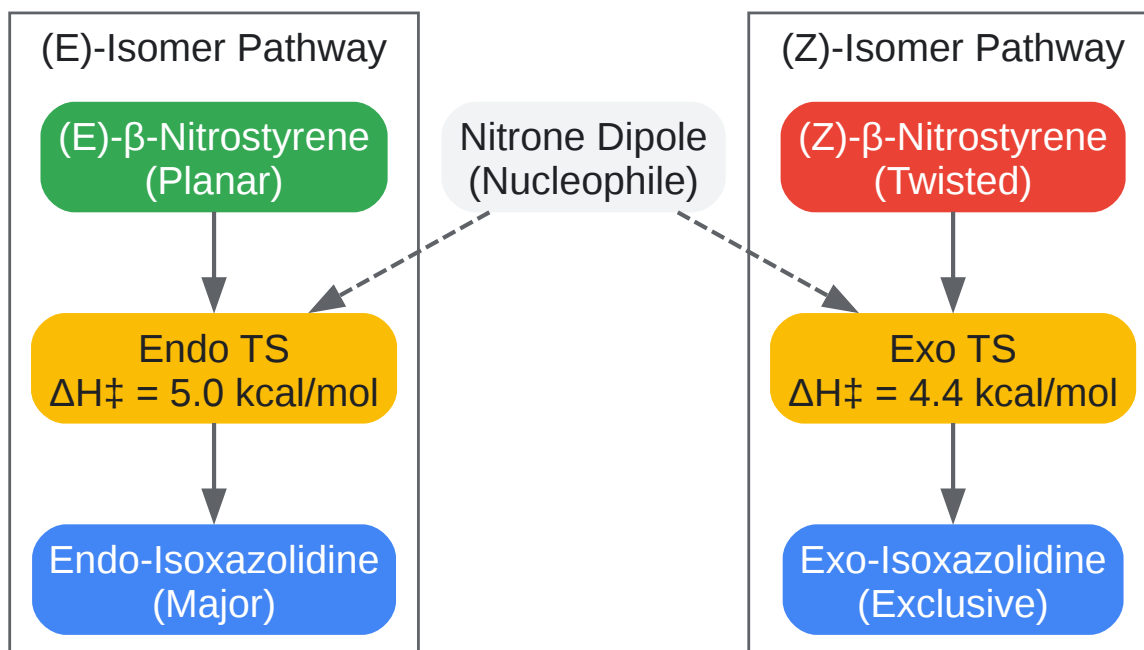 (E)-Isomer Pathway
(E)-β-Nitrostyrene
(Planar)
Endo TS
ΔH‡ = 5.0 kcal/mol
Endo-Isoxazolidine
(Major)
Nitrone Dipole
(Nucleophile)
(Z)-Isomer Pathway
(Z)-β-Nitrostyrene
(Twisted)
Exo TS
ΔH‡ = 4.4 kcal/mol
Exo-Isoxazolidine
(Exclusive)